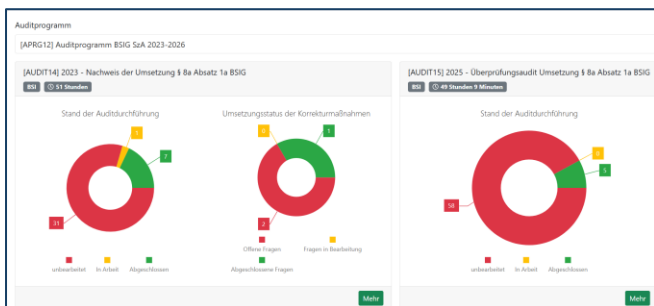 Auditprogramm
[APRG12] Auditprogramm BSIG SzA 2023-2026
[AUDIT14] 2023 - Nachweis der Umsetzung § 8a Absatz 1a BSIG
BSI 51 Stunden
Stand der Auditdurchführung
1
7
31
unbearbeitet In Arbeit Abgeschlossen
Umsetzungsstatus der Korrekturmaßnahmen
0
1
2
Offene Fragen Fragen in Bearbeitung
Abgeschlossene Fragen
Mehr
[AUDIT15] 2025 - Überprüfungsaudit Umsetzung § 8a Absatz 1a BSIG
BSI 49 Stunden 9 Minuten
Stand der Auditdurchführung
0
5
58
unbearbeitet In Arbeit Abgeschlossen
Mehr